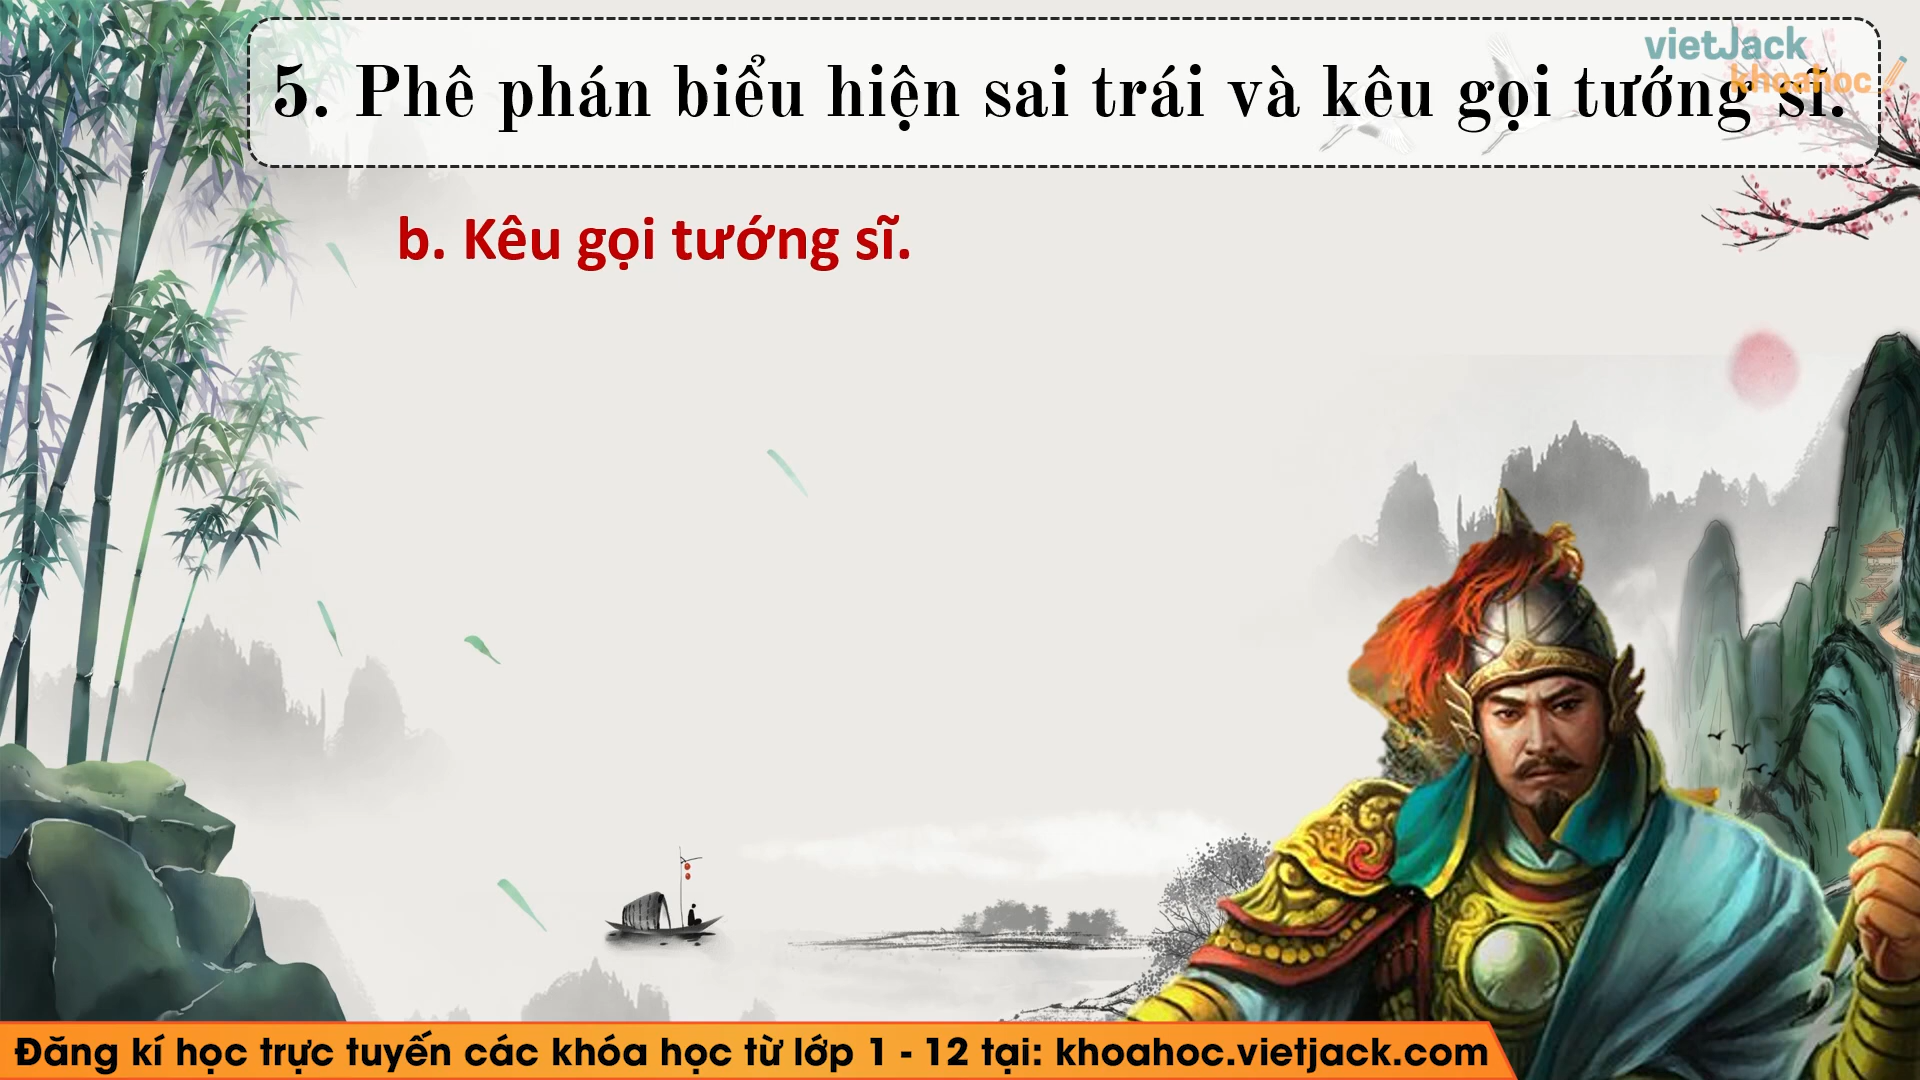 vietJack
khoahoc
5. Phê phán biểu hiện sai trái và kêu gọi tướng sĩ.
b. Kêu gọi tướng sĩ.
Đăng kí học trực tuyến các khóa học từ lớp 1 - 12 tại: khoahoc.vietjack.com